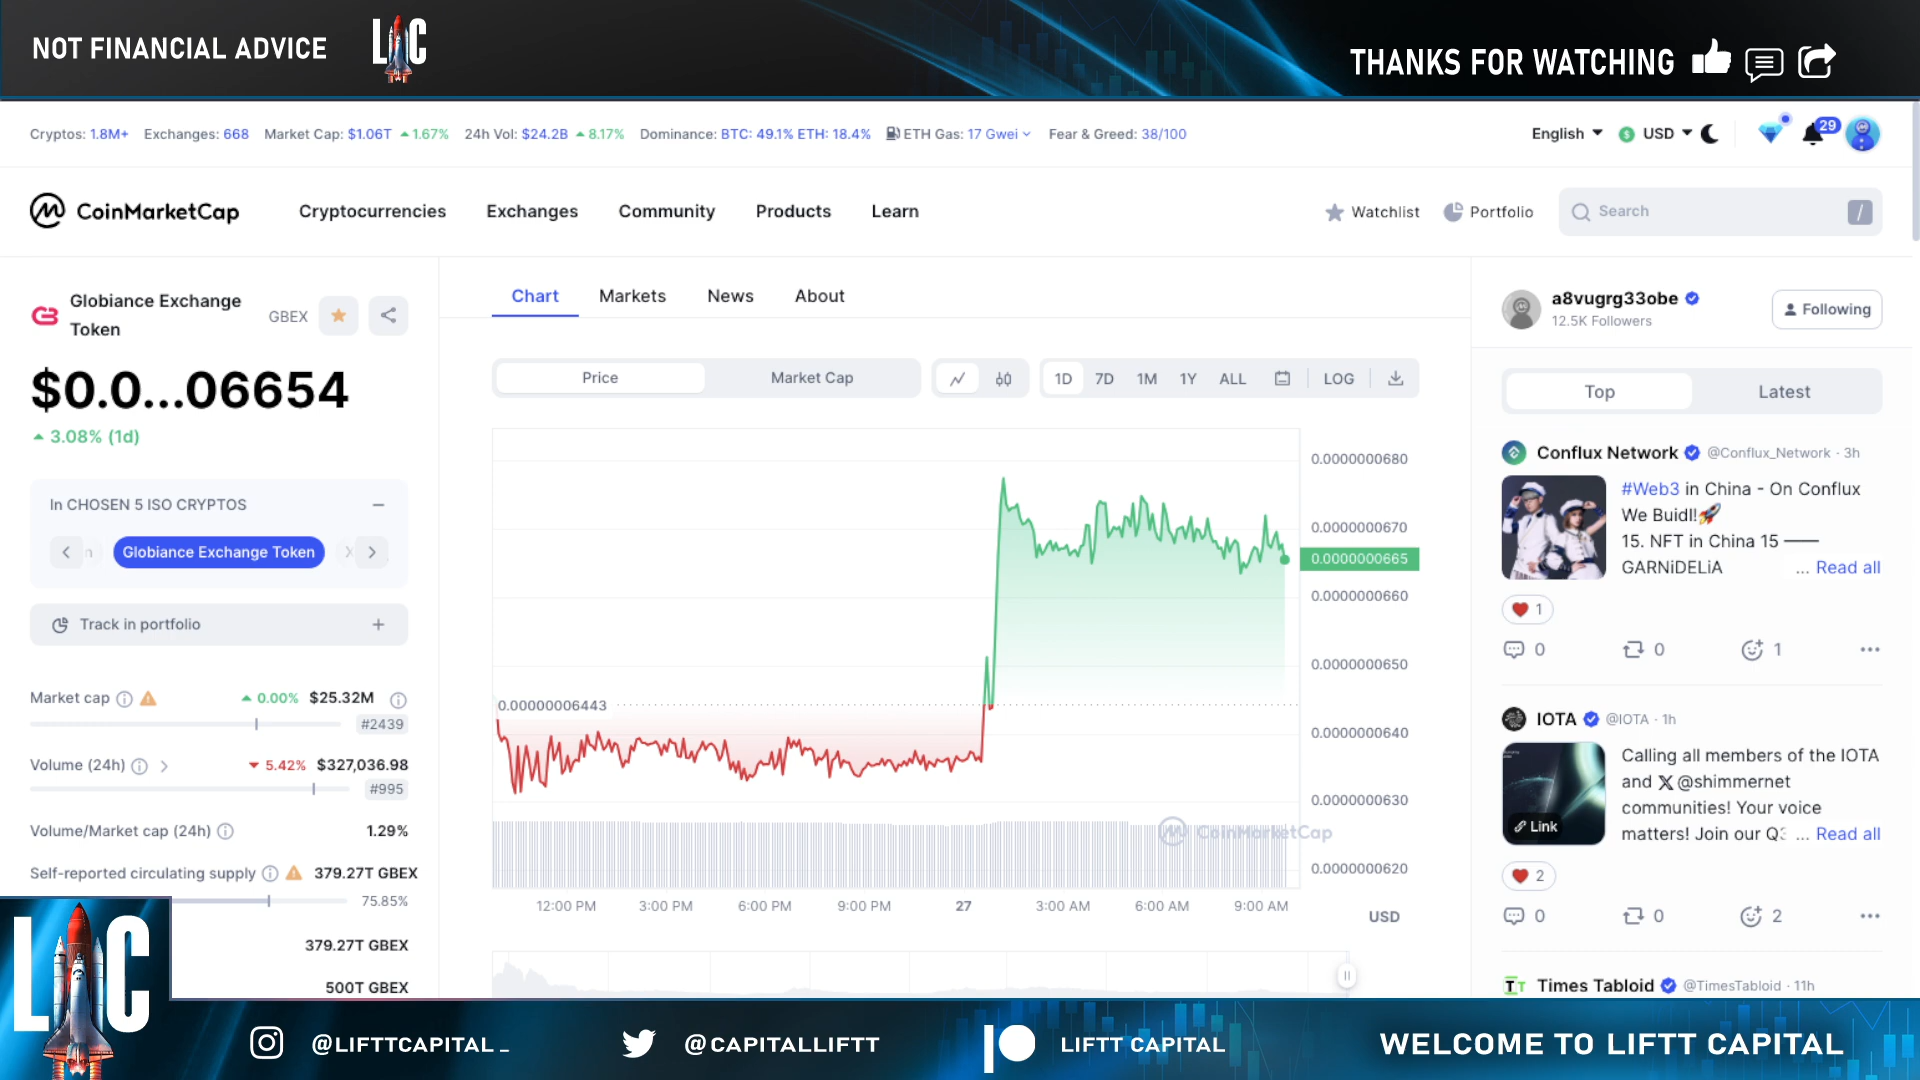 NOT FINANCIAL ADVICE
LC
THANKS FOR WATCHING
Cryptos: 1.8M+ Exchanges: 668 Market Cap: $1.06T 1.67% 24h Vol: $24.2B 8.17% Dominance: BTC: 49.1% ETH: 18.4% ETH Gas: 17 Gwei Fear & Greed: 38/100
English USD 29
CoinMarketCap
Cryptocurrencies Exchanges Community Products Learn
Watchlist Portfolio Search /
Globiance Exchange
Token
GBEX
$0.0...06654
3.08% (1d)
In CHOSEN 5 ISO CRYPTOS
n Globiance Exchange Token X
Track in portfolio +
Market cap 0.00% $25.32M
#2439
Volume (24h) 5.42% $327,036.98
#995
Volume/Market cap (24h) 1.29%
Self-reported circulating supply 379.27T GBEX
75.85%
379.27T GBEX
500T GBEX
Chart Markets News About
Price Market Cap 1D 7D 1M 1Y ALL LOG
0.0000000680
0.0000000670
0.0000000665
0.0000000660
0.0000000650
0.00000006443
0.0000000640
0.0000000630
CoinMarketCap
0.0000000620
12:00 PM 3:00 PM 6:00 PM 9:00 PM 27 3:00 AM 6:00 AM 9:00 AM
USD
a8vugrg33obe
12.5K Followers
Following
Top Latest
Conflux Network @Conflux_Network · 3h
#Web3 in China - On Conflux
We Buidl!🚀
15. NFT in China 15 ——
GARNiDELiA ... Read all
1
0 0 1
IOTA @IOTA · 1h
Calling all members of the IOTA
and X @shimmernet
communities! Your voice
matters! Join our Q3 ... Read all
Link
2
0 0 2
Times Tabloid @TimesTabloid · 11h
LC
@LIFTTCAPITAL_
@CAPITALLIFTT
LIFTT CAPITAL
WELCOME TO LIFTT CAPITAL